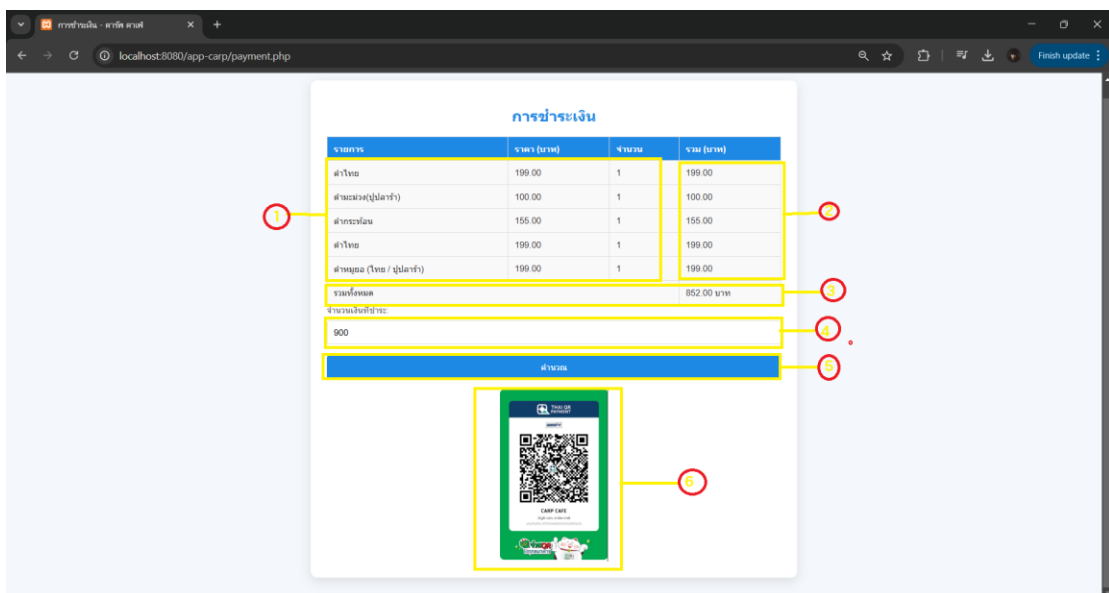 การชำระเงิน - คาร์ฟ คาเฟ่
localhost:8080/app-carp/payment.php
Finish update
การชำระเงิน
รายการ ราคา (บาท) จำนวน รวม (บาท)
ตำไทย 199.00 1 199.00
ตำมะม่วง(ปูปลาร้า) 100.00 1 100.00
ตำกระท้อน 155.00 1 155.00
ตำไทย 199.00 1 199.00
ตำหมูยอ (ไทย / ปูปลาร้า) 199.00 1 199.00
รวมทั้งหมด 852.00 บาท
จำนวนเงินที่ชำระ:
900
คำนวณ
THAI QR
PAYMENT
CARP CAFE
1
2
3
4
5
6